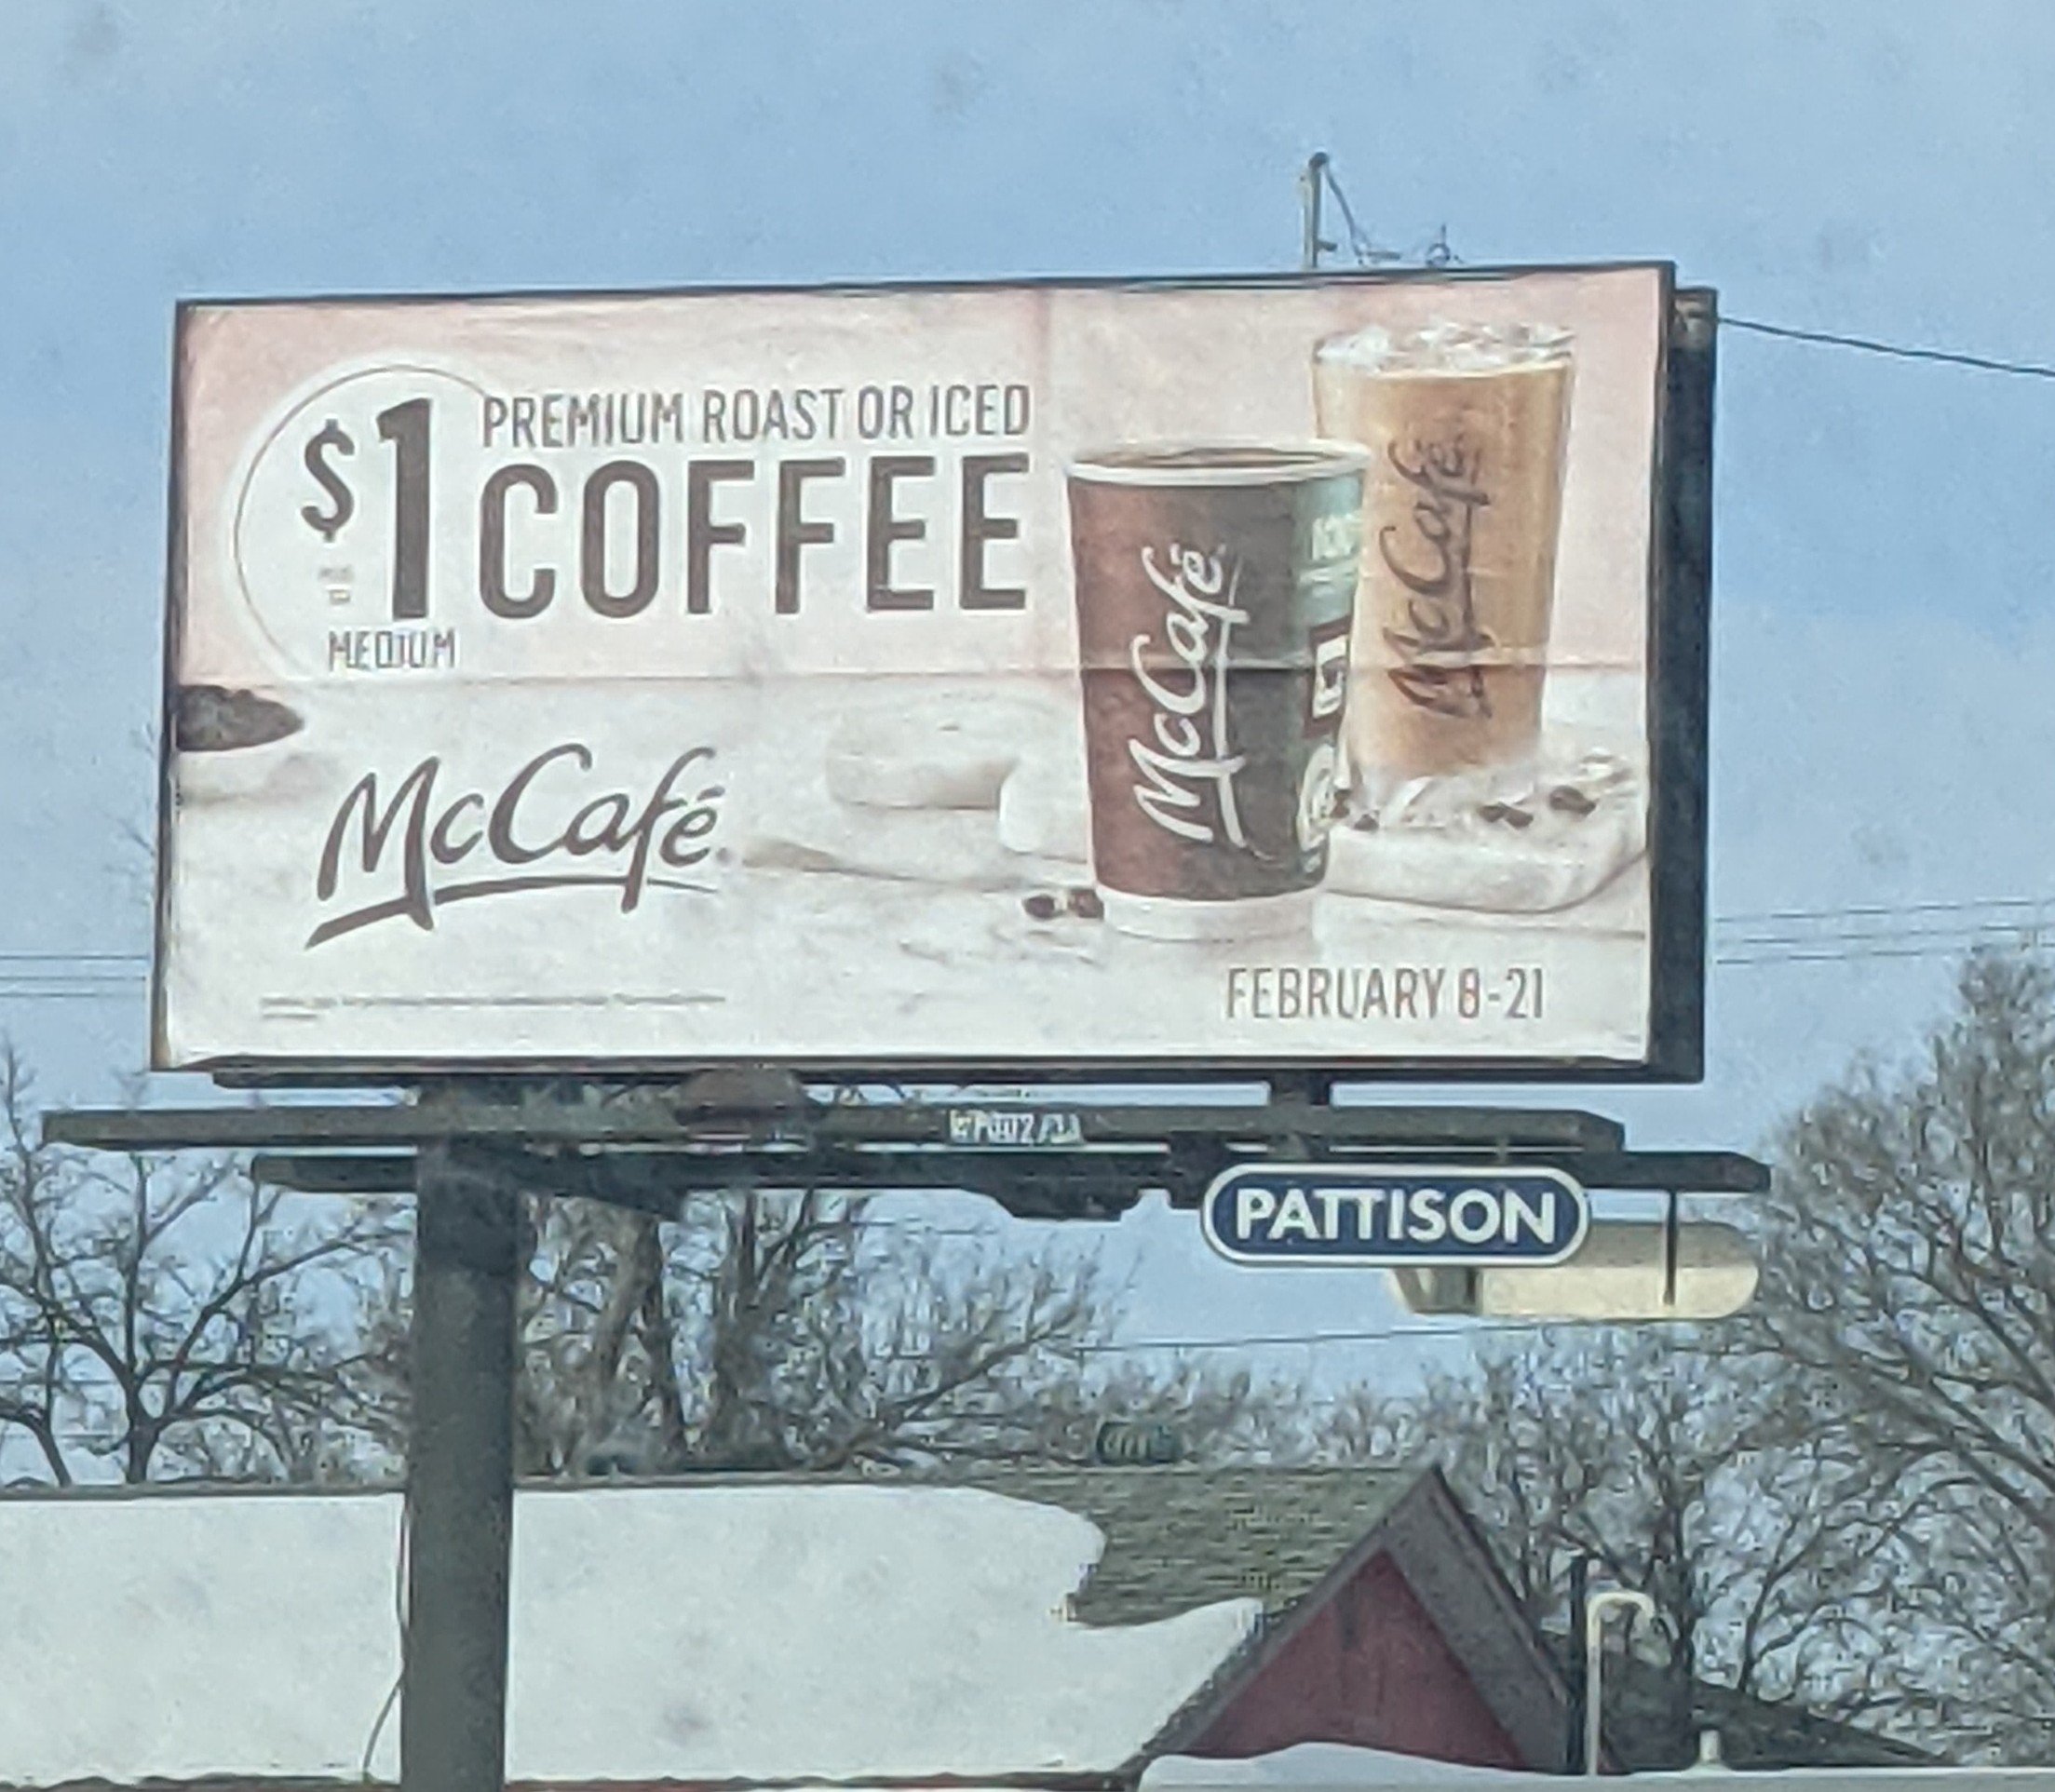 $1
PREMIUM ROAST OR ICED
COFFEE
MEDIUM
McCafé
McCafé
McCafé
FEBRUARY 8-21
PATTISON